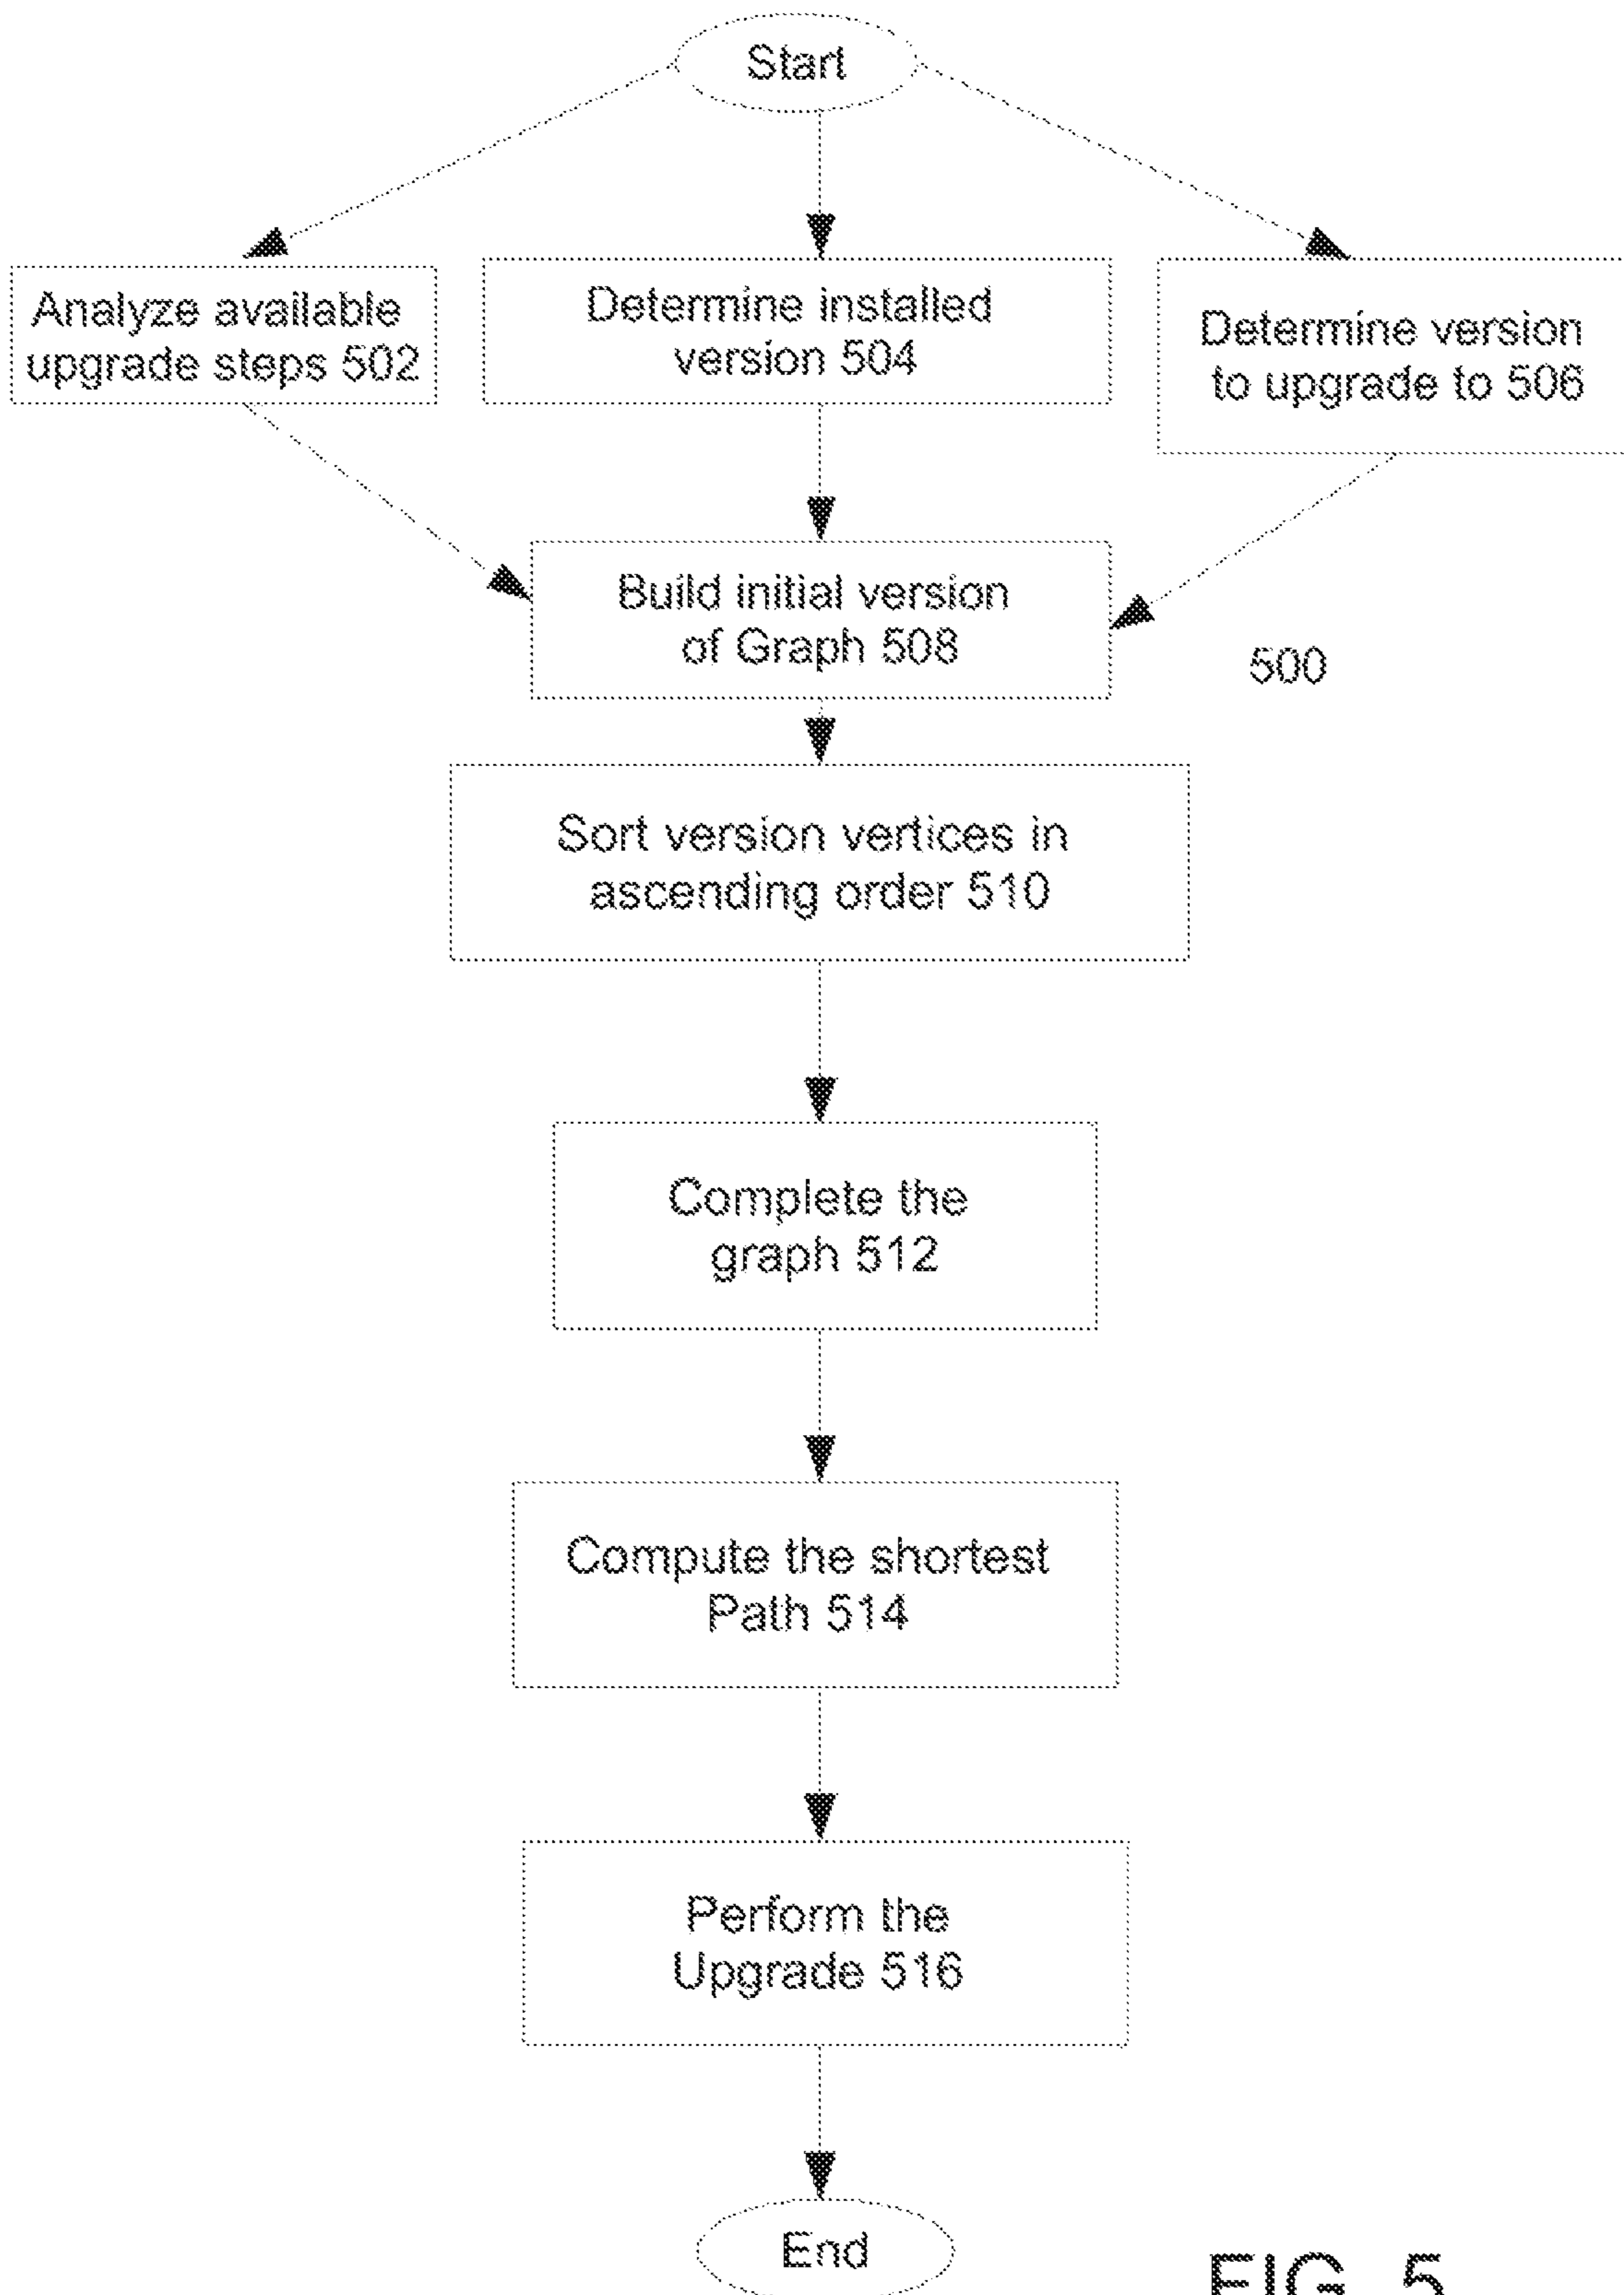 Start
Analyze available
upgrade steps 502
Determine installed
version 504
Determine version
to upgrade to 506
Build initial version
of Graph 508
500
Sort version vertices in
ascending order 510
Complete the
graph 512
Compute the shortest
Path 514
Perform the
Upgrade 516
End
FIG. 5